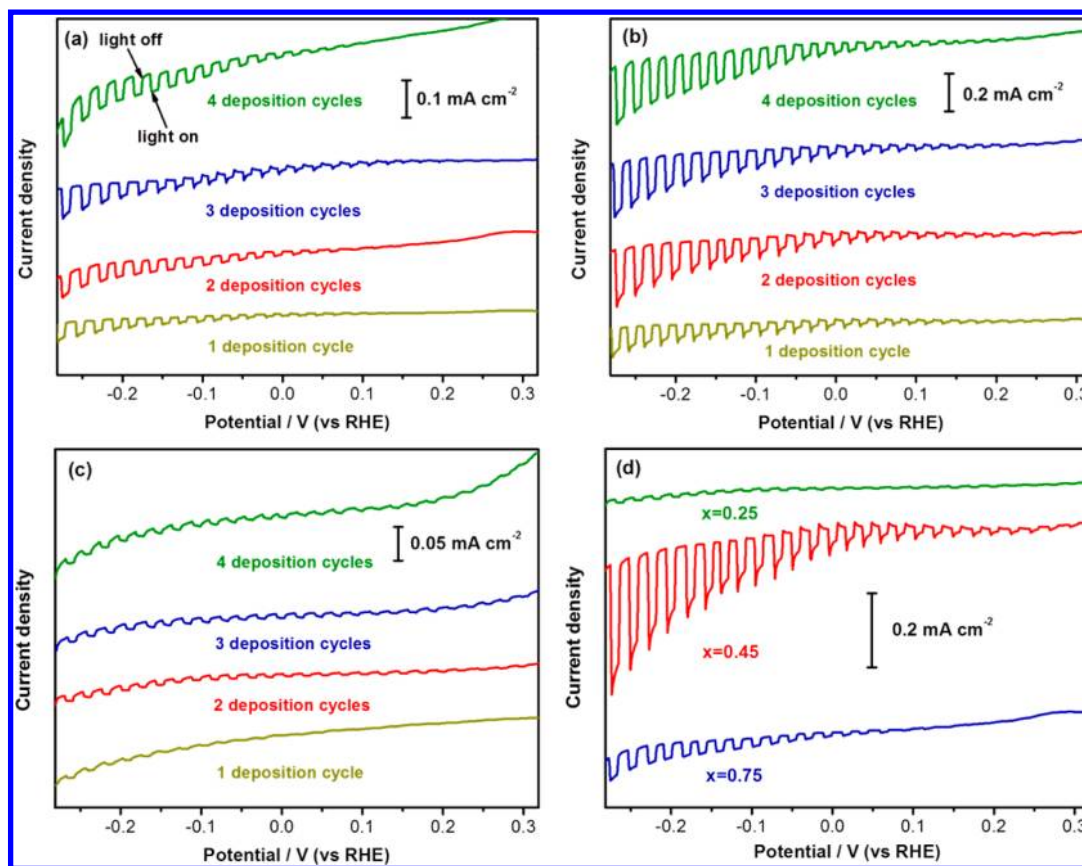 (a)
light off
4 deposition cycles
0.1 mA cm⁻²
light on
3 deposition cycles
2 deposition cycles
1 deposition cycle
Current density
-0.2 -0.1 0.0 0.1 0.2 0.3
Potential / V (vs RHE)
(b)
4 deposition cycles
0.2 mA cm⁻²
3 deposition cycles
2 deposition cycles
1 deposition cycle
Current density
-0.2 -0.1 0.0 0.1 0.2 0.3
Potential / V (vs RHE)
(c)
0.05 mA cm⁻²
4 deposition cycles
3 deposition cycles
2 deposition cycles
1 deposition cycle
Current density
-0.2 -0.1 0.0 0.1 0.2 0.3
Potential / V (vs RHE)
(d)
x=0.25
0.2 mA cm⁻²
x=0.45
x=0.75
Current density
-0.2 -0.1 0.0 0.1 0.2 0.3
Potential / V (vs RHE)